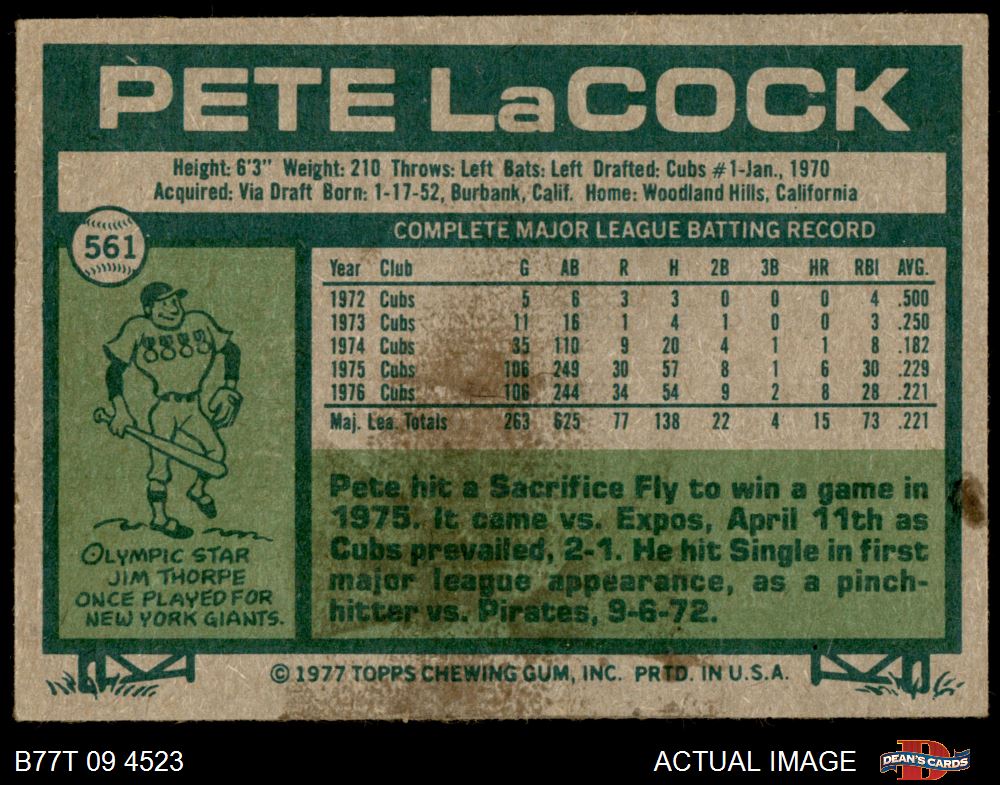 PETE LaCOCK
Height: 6'3" Weight: 210 Throws: Left Bats: Left Drafted: Cubs #1-Jan., 1970
Acquired: Via Draft Born: 1-17-52, Burbank, Calif. Home: Woodland Hills, California
561
COMPLETE MAJOR LEAGUE BATTING RECORD
Year Club G AB R H 2B 3B HR RBI AVG.
1972 Cubs 5 6 3 3 0 0 0 4 .500
1973 Cubs 11 16 1 4 1 0 0 3 .250
1974 Cubs 35 110 9 20 4 1 1 8 .182
1975 Cubs 106 249 30 57 8 1 6 30 .229
1976 Cubs 106 244 34 54 9 2 8 28 .221
Maj. Lea. Totals 263 625 77 138 22 4 15 73 .221
OLYMPIC STAR
JIM THORPE
ONCE PLAYED FOR
NEW YORK GIANTS.
Pete hit a Sacrifice Fly to win a game in
1975. It came vs. Expos, April 11th as
Cubs prevailed, 2-1. He hit Single in first
major league appearance, as a pinch-
hitter vs. Pirates, 9-6-72.
© 1977 TOPPS CHEWING GUM, INC. PRTD. IN U.S.A.
B77T 09 4523
ACTUAL IMAGE
D
DEAN'S CARDS